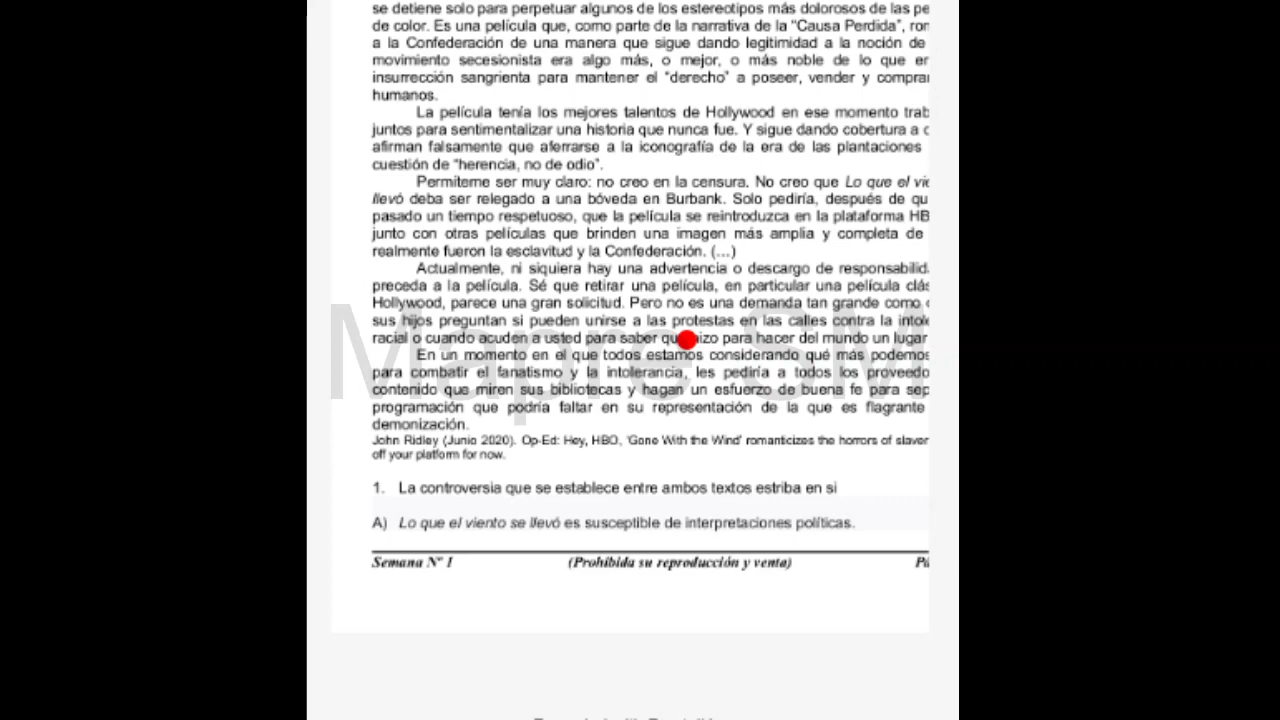 se detiene solo para perpetuar algunos de los estereotipos más dolorosos de las
de color. Es una película que, como parte de la narrativa de la “Causa Perdida”,
a la Confederación de una manera que sigue dando legitimidad a la noción de
movimiento secesionista era algo más, o mejor, o más noble de lo que
insurrección sangrienta para mantener el “derecho” a poseer, vender y
humanos.
La película tenía los mejores talentos de Hollywood en ese momento
juntos para sentimentalizar una historia que nunca fue. Y sigue dando cobertura a
afirman falsamente que aferrarse a la iconografía de la era de las plantaciones
cuestión de “herencia, no de odio”.
Permíteme ser muy claro: no creo en la censura. No creo que Lo que el
llevó deba ser relegado a una bóveda en Burbank. Solo pediría, después de
pasado un tiempo respetuoso, que la película se reintroduzca en la plataforma
junto con otras películas que brinden una imagen más amplia y completa de
realmente fueron la esclavitud y la Confederación. (...)
Actualmente, ni siquiera hay una advertencia o descargo de
preceda a la película. Sé que retirar una película, en particular una película
Hollywood, parece una gran solicitud. Pero no es una demanda tan grande como
sus hijos preguntan si pueden unirse a las protestas en las calles contra la
racial o cuando acuden a usted para saber para hacer del mundo un lugar
En un momento en el que todos estamos considerando qué más podemos
para combatir el fanatismo y la intolerancia, les pediría a todos los
contenido que miren sus bibliotecas y hagan un esfuerzo de buena fe para
programación que podría faltar en su representación de la que es flagrante
demonización.
John Ridley (Junio 2020). Op-Ed: Hey, HBO, 'Gone With the Wind' romanticizes the horrors of
off your platform for now.
1. La controversia que se establece entre ambos textos estriba en si
A) Lo que el viento se llevó es susceptible de interpretaciones políticas.
Semana Nº 1 (Prohibida su reproducción y venta)